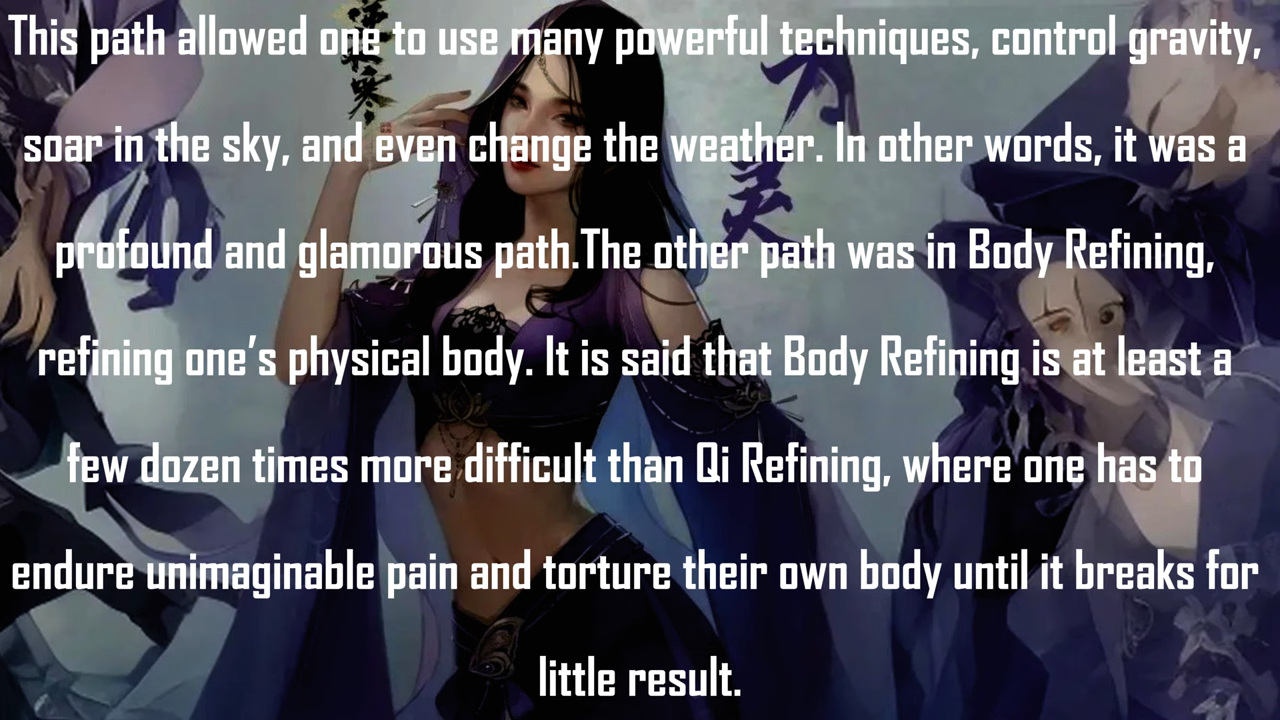 This path allowed one to use many powerful techniques, control gravity,
soar in the sky, and even change the weather. In other words, it was a
profound and glamorous path.The other path was in Body Refining,
refining one’s physical body. It is said that Body Refining is at least a
few dozen times more difficult than Qi Refining, where one has to
endure unimaginable pain and torture their own body until it breaks for
little result.